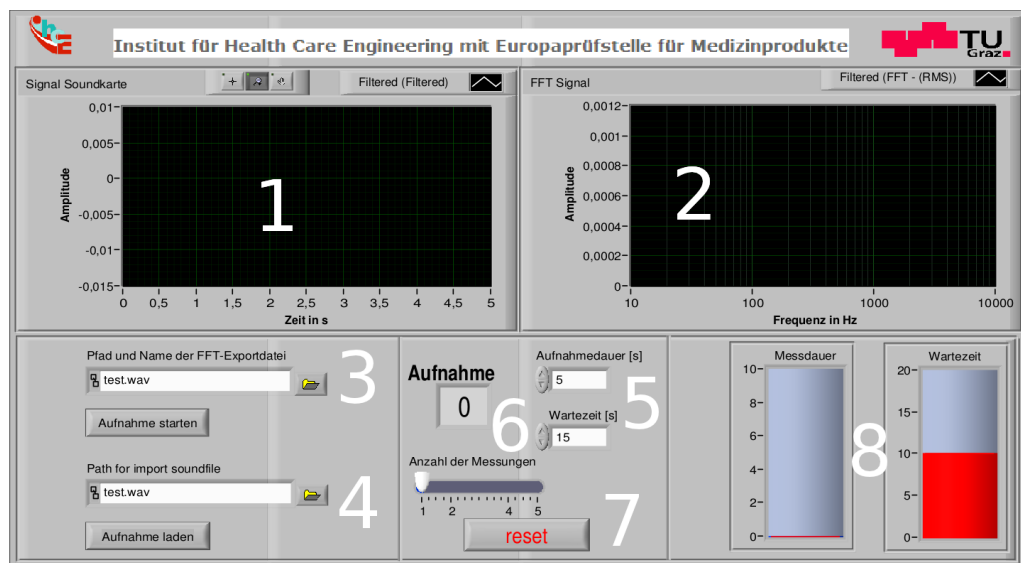 hce
Institut für Health Care Engineering mit Europaprüfstelle für Medizinprodukte
TU
Graz
Signal Soundkarte
Filtered (Filtered)
0,01
0,005
0
-0,005
-0,01
-0,015
Amplitude
0 0,5 1 1,5 2 2,5 3 3,5 4 4,5 5
Zeit in s
1
FFT Signal
Filtered (FFT - (RMS))
0,0012
0,001
0,0008
0,0006
0,0004
0,0002
0
Amplitude
10 100 1000 10000
Frequenz in Hz
2
Pfad und Name der FFT-Exportdatei
test.wav
3
Aufnahme starten
Path for import soundfile
test.wav
4
Aufnahme laden
Aufnahme
0
6
Aufnahmedauer [s]
5
5
Wartezeit [s]
15
Anzahl der Messungen
1 2 4 5
reset
7
Messdauer
10
8
6
4
2
0
8
Wartezeit
20
15
10
5
0